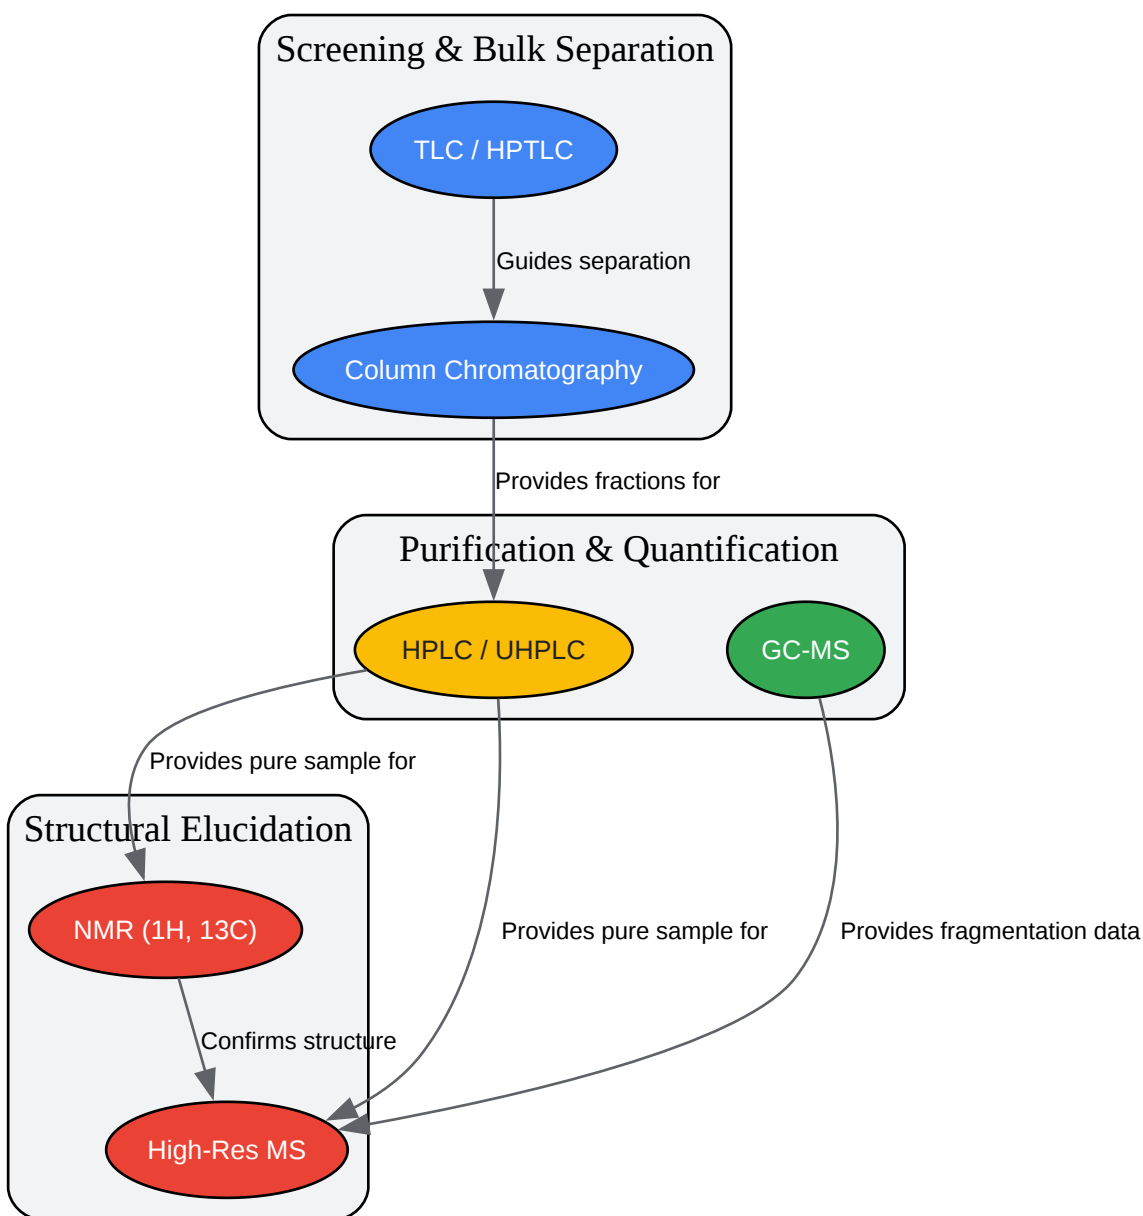 Screening & Bulk Separation
TLC / HPTLC
Guides separation
Column Chromatography
Provides fractions for
Purification & Quantification
HPLC / UHPLC
GC-MS
Provides pure sample for
Structural Elucidation
NMR (1H, 13C)
Provides pure sample for
Provides fragmentation data
Confirms structure
High-Res MS